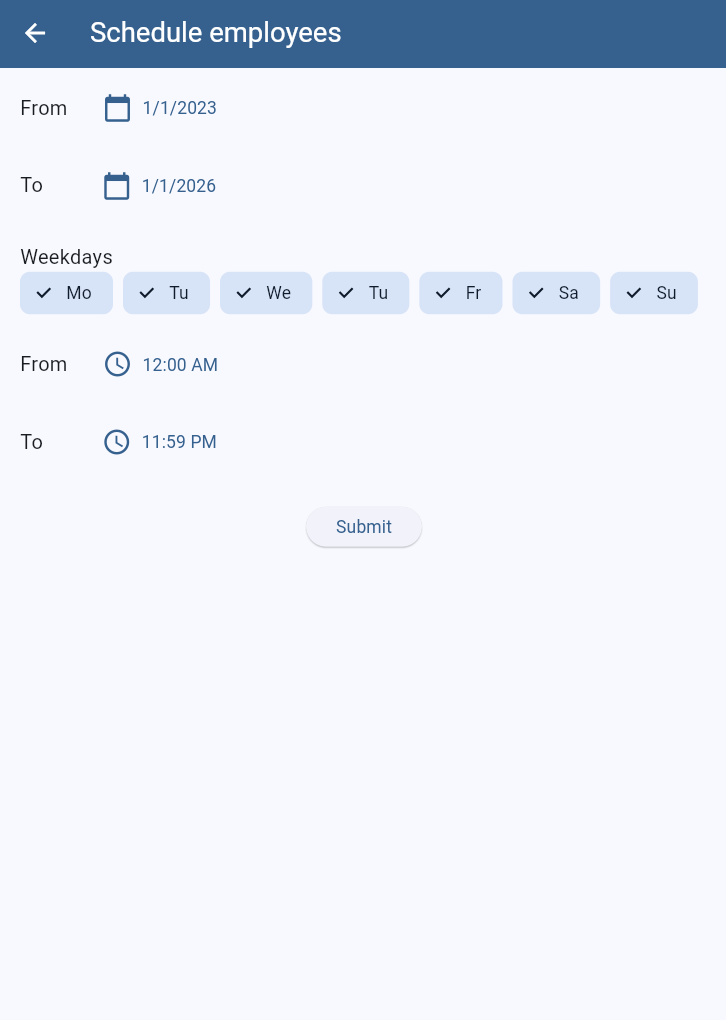 Schedule employees
From 1/1/2023
To 1/1/2026
Weekdays
Mo Tu We Tu Fr Sa Su
From 12:00 AM
To 11:59 PM
Submit